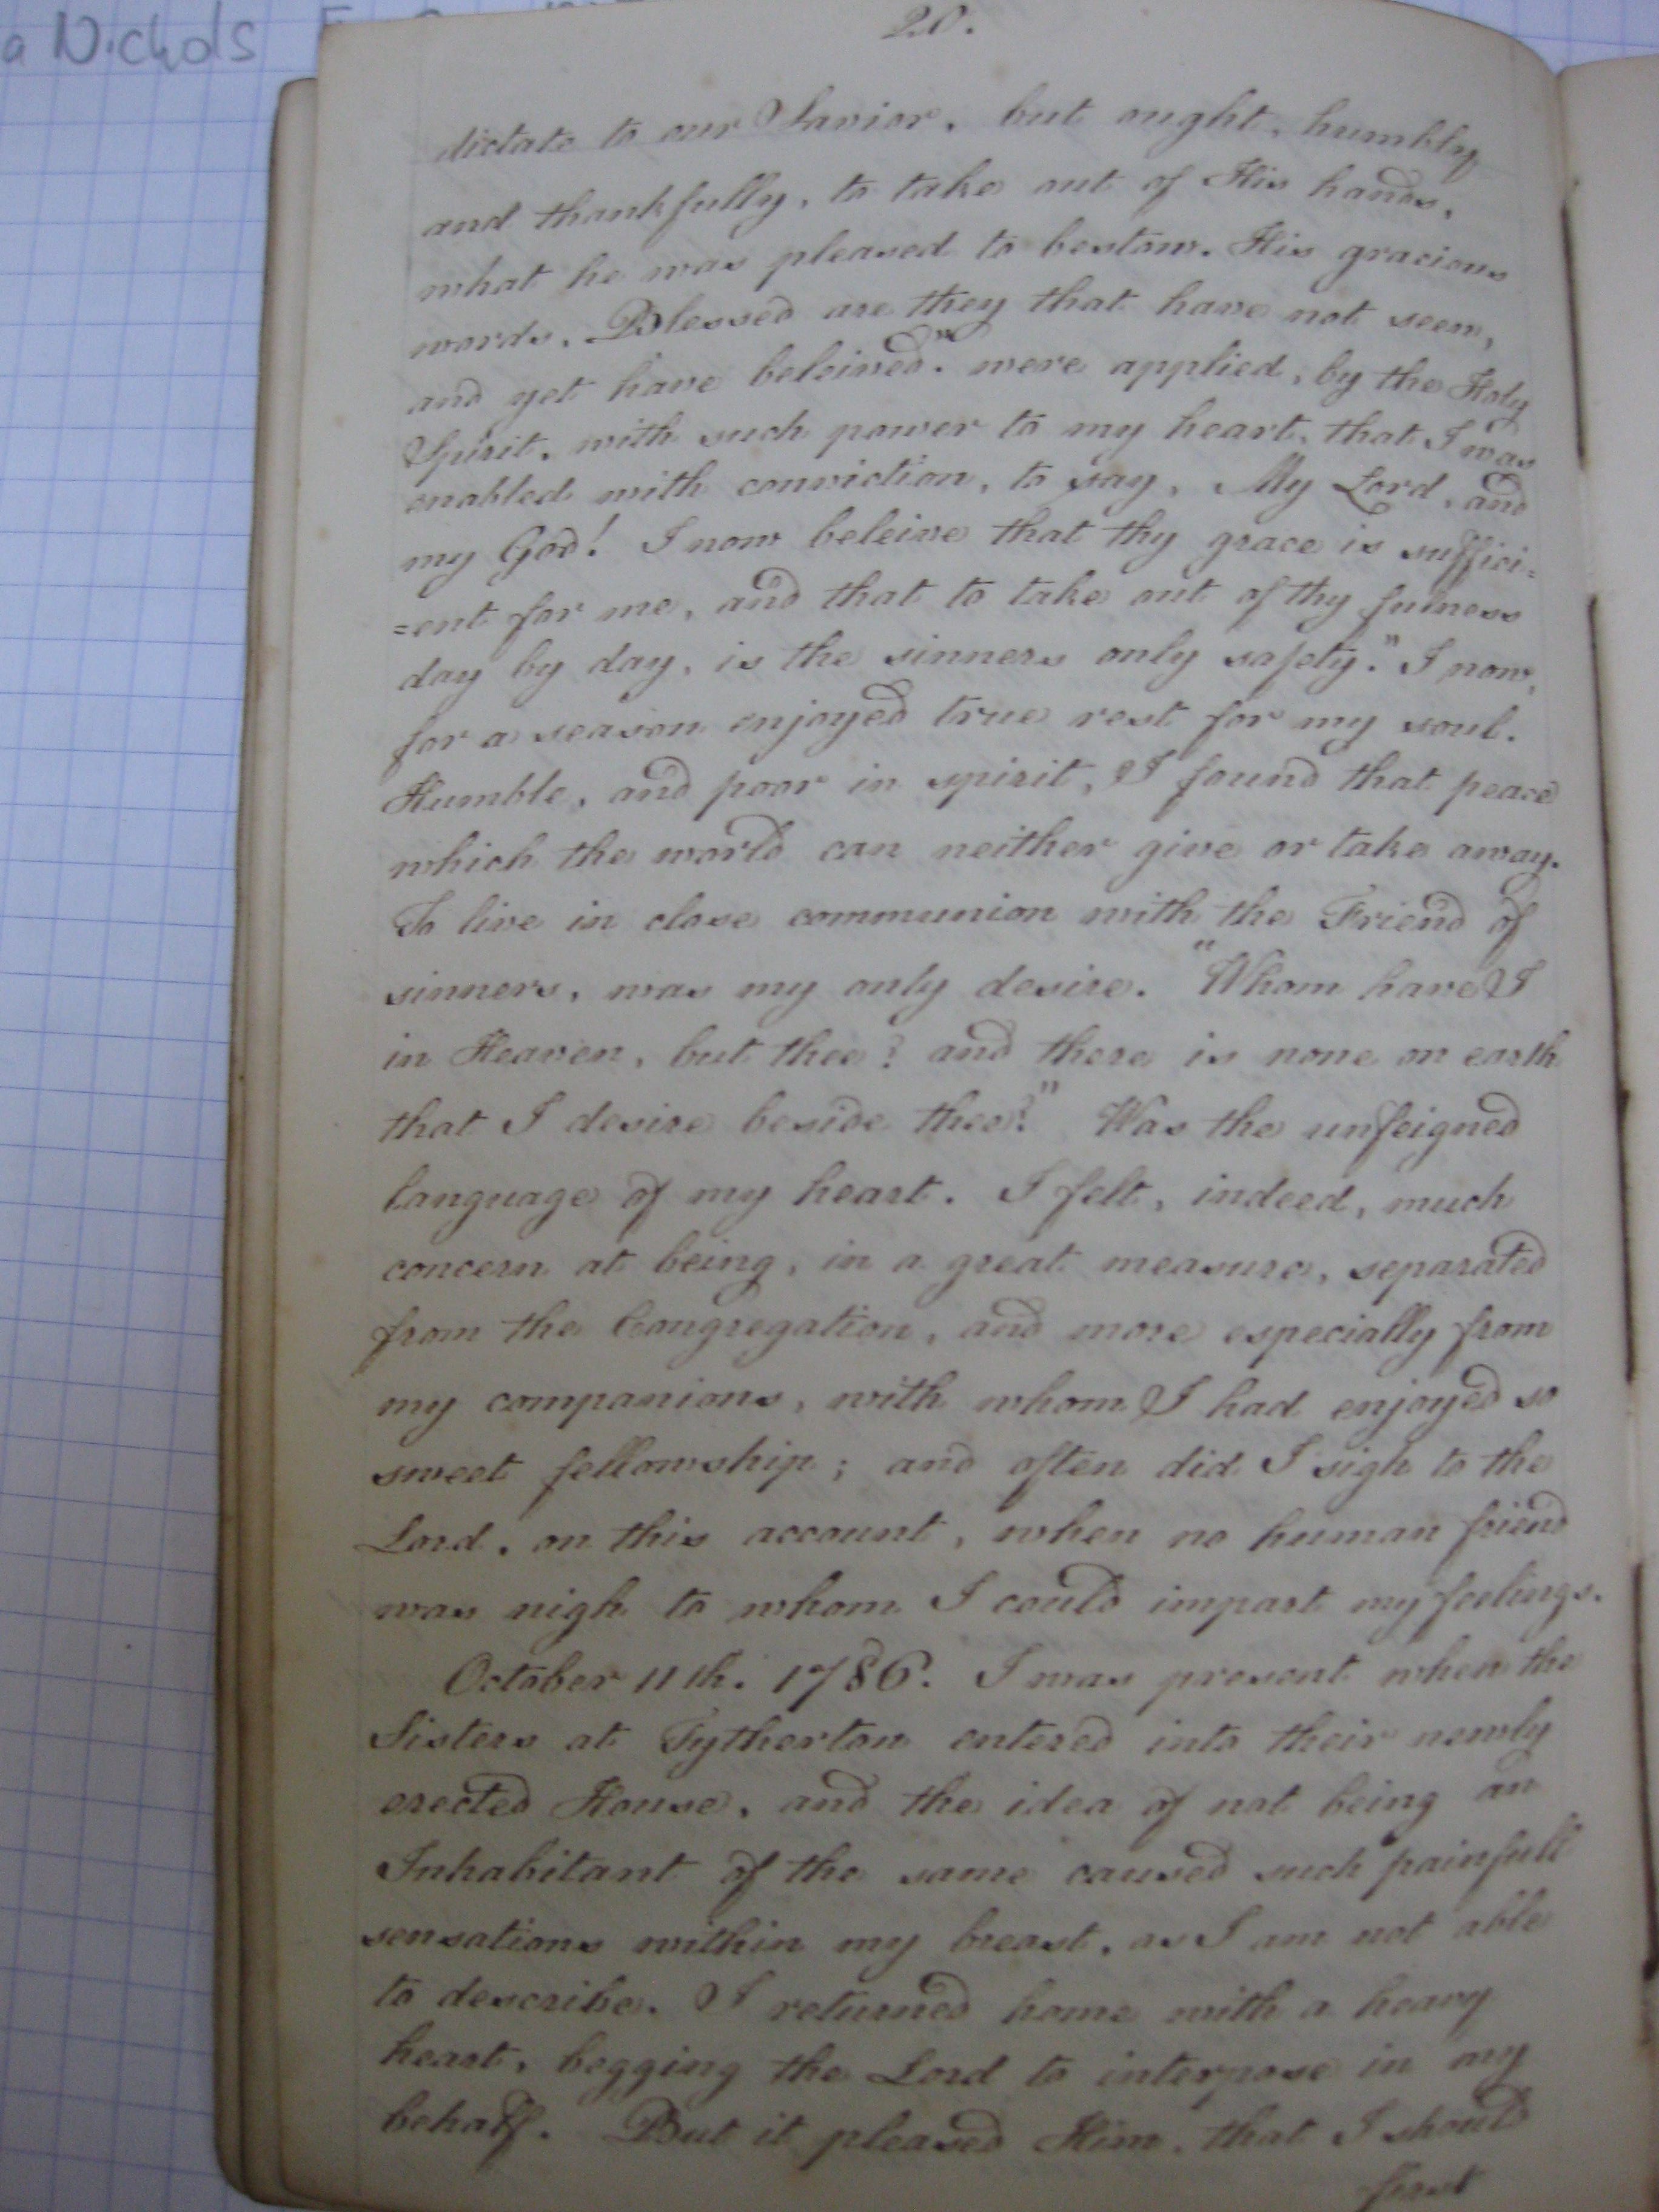 a Nichols
20.
dictate to our Savior, but ought, humbly
and thankfully, to take out of His hands,
what he was pleased to bestow. His gracious
words, Blessed are they that have not seen,
and yet have beleived." were applied, by the Holy
Spirit, with such power to my heart, that I was
enabled with conviction, to say, My Lord, and
my God! I now beleive that thy grace is suffici=
=ent for me, and that to take out of thy fulness
day by day, is the sinners only safety." I now,
for a season enjoyed true rest for my soul.
Humble, and poor in spirit, I found that peace
which the world can neither give or take away.
To live in close communion with the Friend of
sinners, was my only desire. "Whom have I
in Heaven, but thee? and there is none on earth
that I desire beside thee?" Was the unfeigned
language of my heart. I felt, indeed, much
concern at being, in a great measure, separated
from the Congregation, and more especially from
my companions, with whom I had enjoyed so
sweet fellowship; and often did I sigh to the
Lord, on this account, when no human friend
was nigh to whom I could impart my feelings.
October 11th. 1786. I was present when the
Sisters at Tytherton entered into their newly
erected House, and the idea of not being an
Inhabitant of the same caused such painfull
sensations within my breast, as I am not able
to describe. I returned home with a heavy
heart, begging the Lord to interpose in my
behalf. But it pleased Him, that I should
first